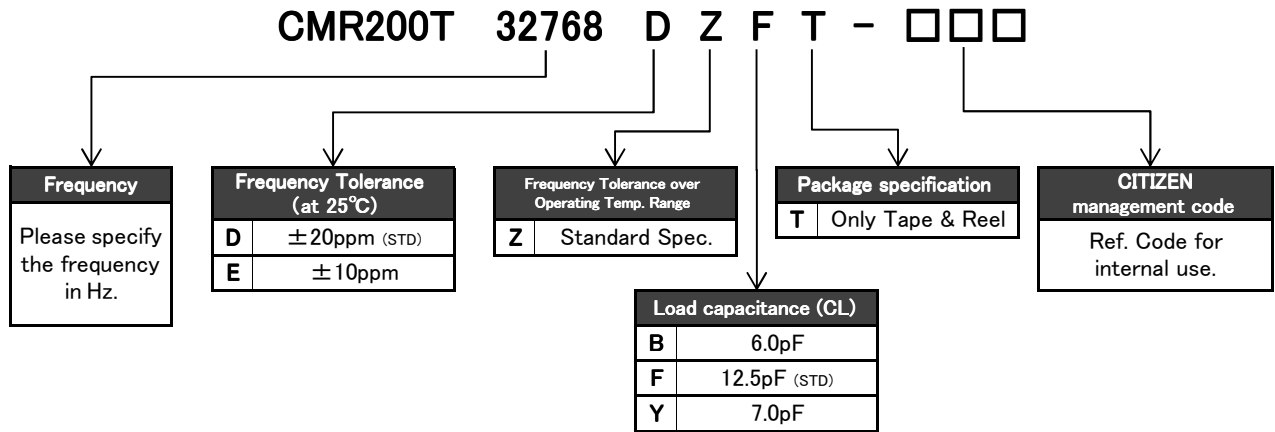 CMR200T 32768 D Z F T - □□□
Frequency
Please specify
the frequency
in Hz.
Frequency Tolerance
(at 25℃)
D ±20ppm (STD)
E ±10ppm
Frequency Tolerance over
Operating Temp. Range
Z Standard Spec.
Load capacitance (CL)
B 6.0pF
F 12.5pF (STD)
Y 7.0pF
Package specification
T Only Tape & Reel
CITIZEN
management code
Ref. Code for
internal use.